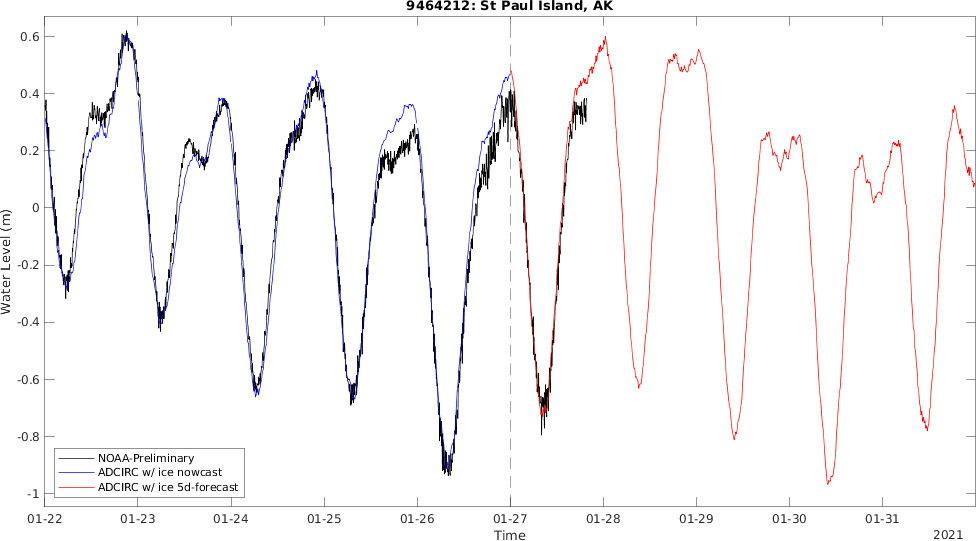 9464212: St Paul Island, AK
Water Level (m)
0.6
0.4
0.2
0
-0.2
-0.4
-0.6
-0.8
-1
NOAA-Preliminary
ADCIRC w/ ice nowcast
ADCIRC w/ ice 5d-forecast
01-22 01-23 01-24 01-25 01-26 01-27 01-28 01-29 01-30 01-31
Time
2021